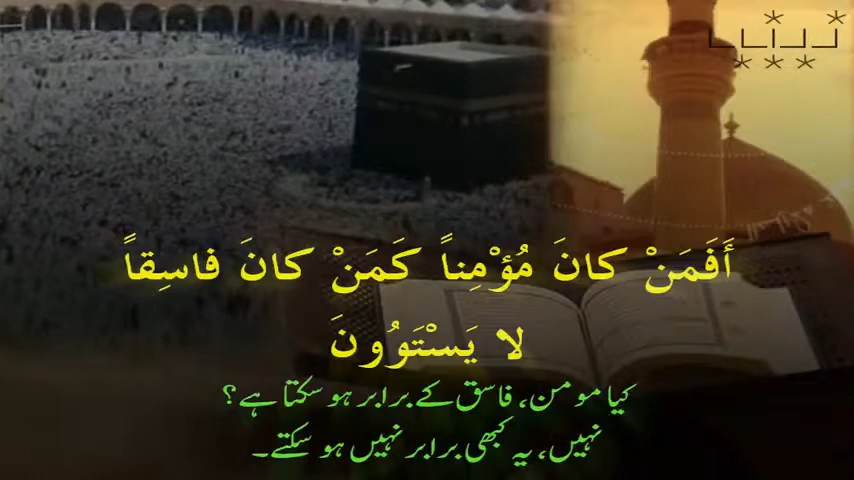 أَفَمَنْ كانَ مُؤْمِناً كَمَنْ كانَ فاسِقاً
لا يَسْتَوُونَ
کیا مومن، فاسق کے برابر ہو سکتا ہے؟
نہیں، یہ کبھی برابر نہیں ہو سکتے۔